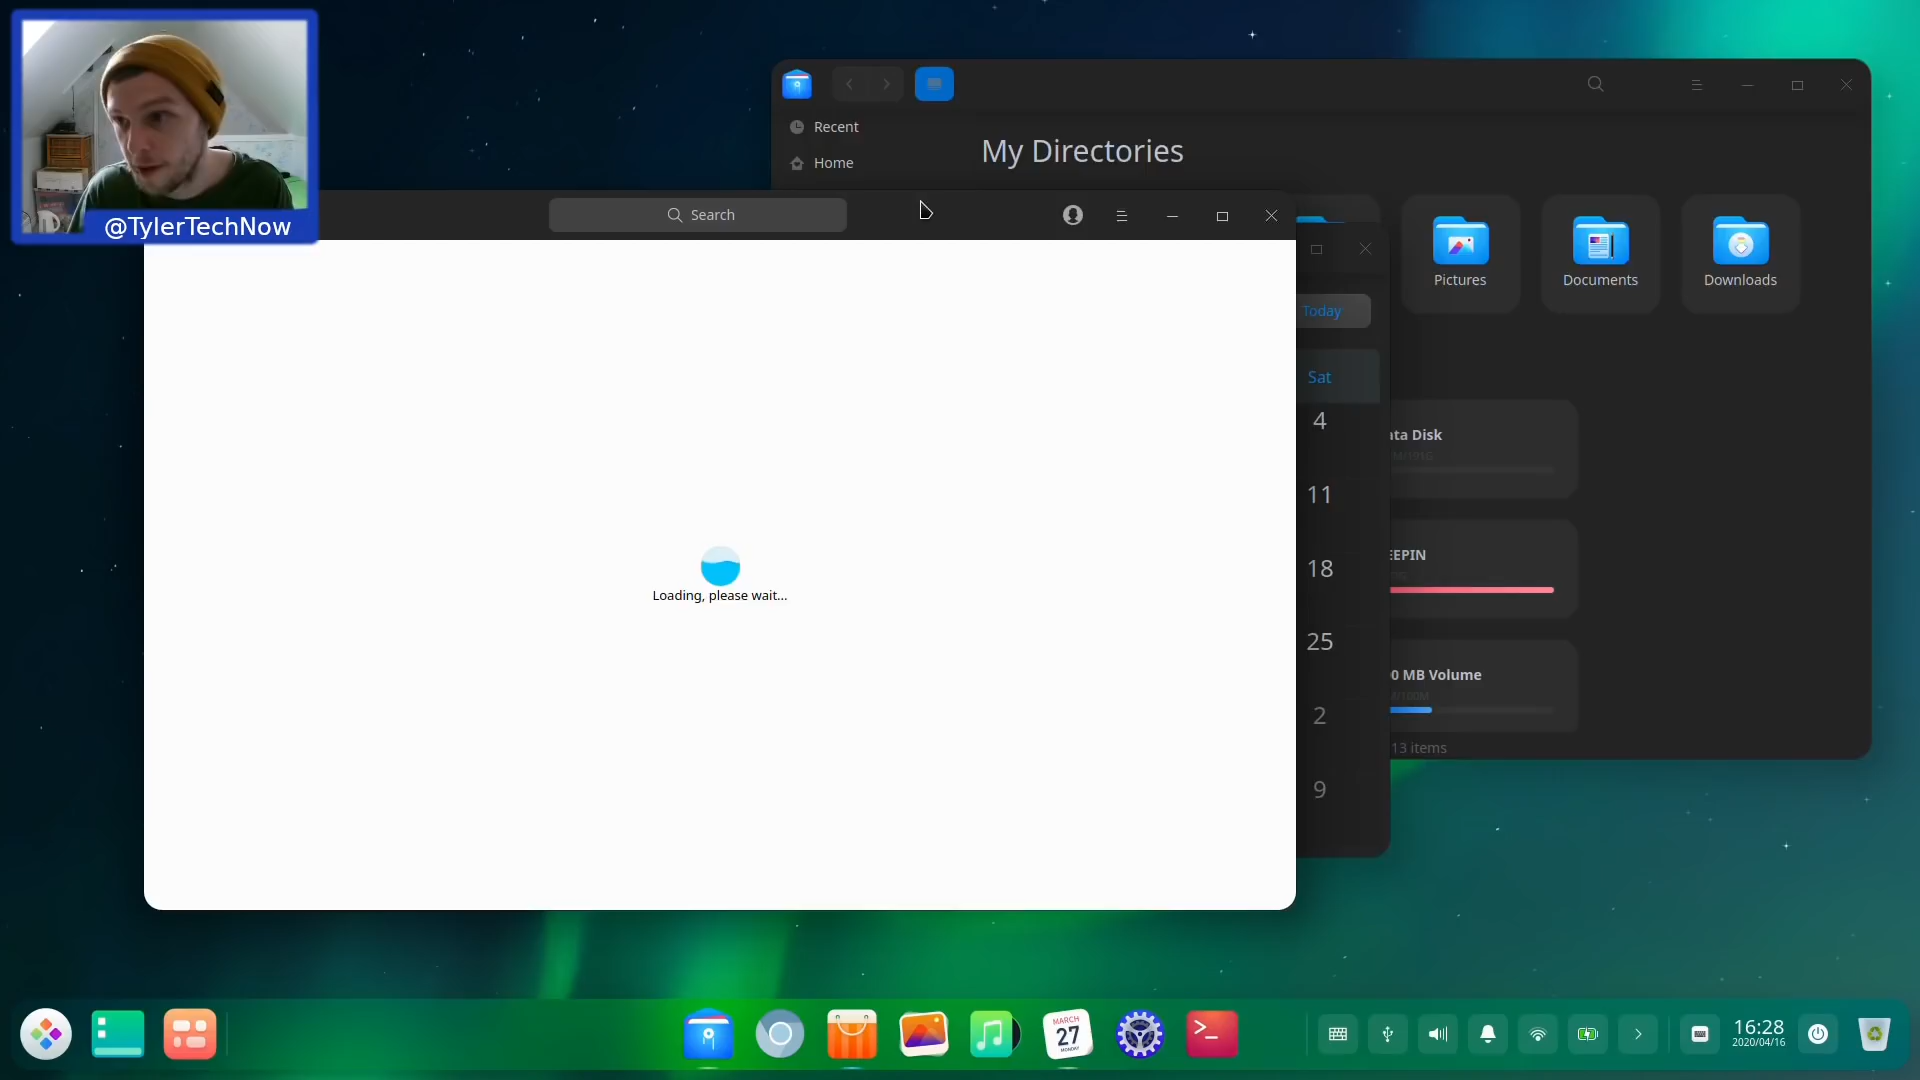 @TylerTechNow
Recent
Home
My Directories
Search
Pictures
Documents
Downloads
Today
Sat
4
11
18
25
2
9
ata Disk
EEPIN
0 MB Volume
13 items
Loading, please wait...
MARCH
27
MONDAY
16:28
2020/04/16